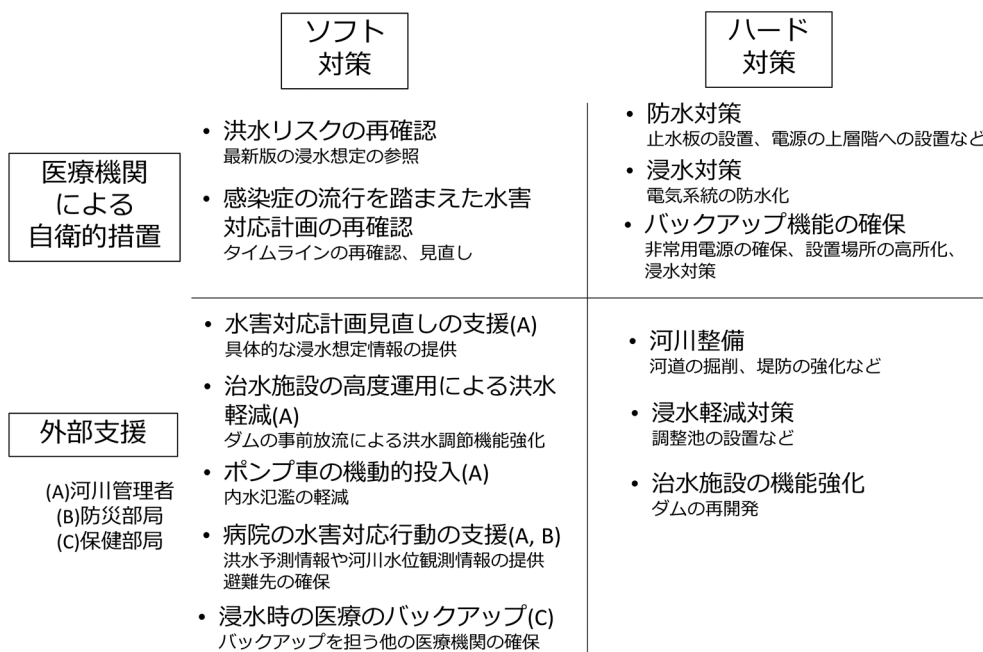 ソフト
対策
ハード
対策
医療機関
による
自衛的措置
• 洪水リスクの再確認
最新版の浸水想定の参照
• 感染症の流行を踏まえた水害
対応計画の再確認
タイムラインの再確認、見直し
• 防水対策
止水板の設置、電源の上層階への設置など
• 浸水対策
電気系統の防水化
• バックアップ機能の確保
非常用電源の確保、設置場所の高所化、
浸水対策
外部支援
(A)河川管理者
(B)防災部局
(C)保健部局
• 水害対応計画見直しの支援(A)
具体的な浸水想定情報の提供
• 治水施設の高度運用による洪水
軽減(A)
ダムの事前放流による洪水調節機能強化
• ポンプ車の機動的投入(A)
内水氾濫の軽減
• 病院の水害対応行動の支援(A, B)
洪水予測情報や河川水位観測情報の提供
避難先の確保
• 浸水時の医療のバックアップ(C)
バックアップを担う他の医療機関の確保
• 河川整備
河道の掘削、堤防の強化など
• 浸水軽減対策
調整池の設置など
• 治水施設の機能強化
ダムの再開発